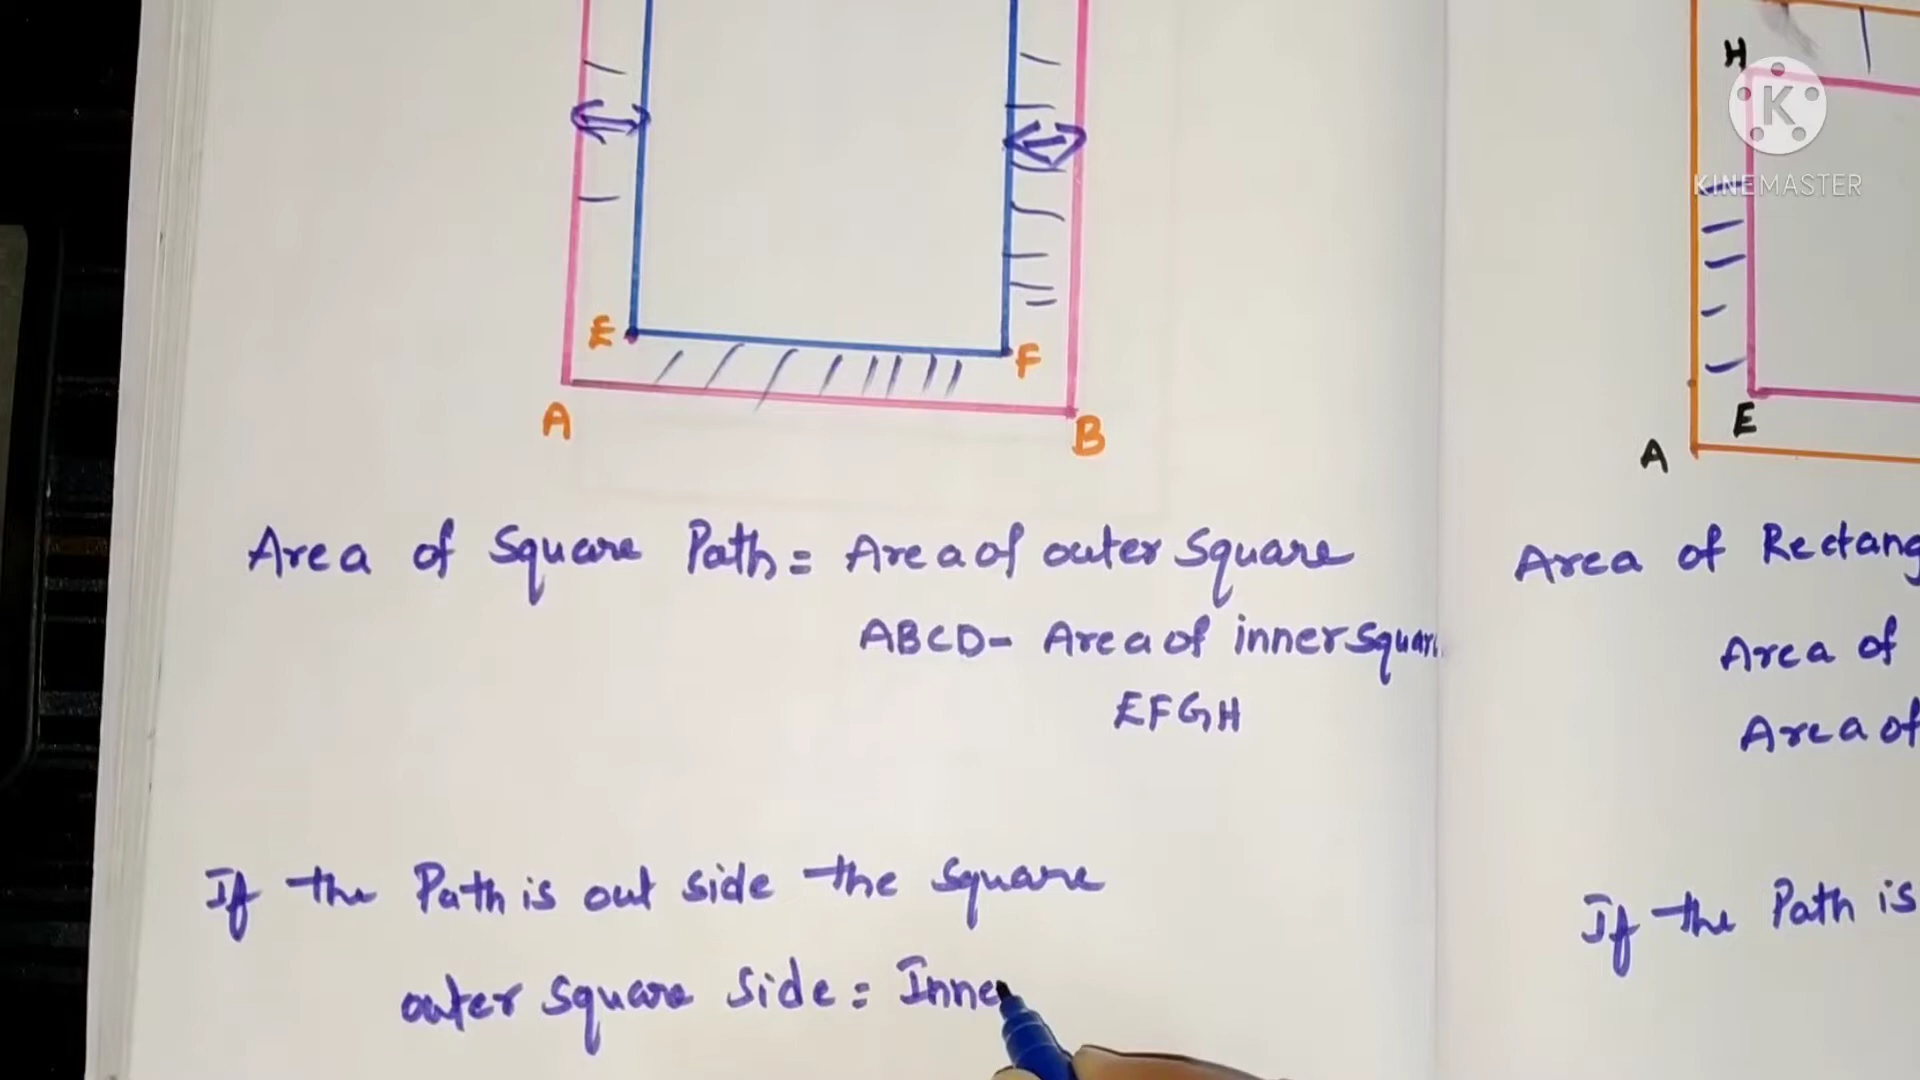 E
F
A
B
Area of Square Path = Area of outer Square
ABCD - Area of inner Square
EFGH
If the Path is out side the square
outer square side = Inne
H
K
KINEMASTER
E
A
Area of Rectang
Area of
Area of
If the Path is